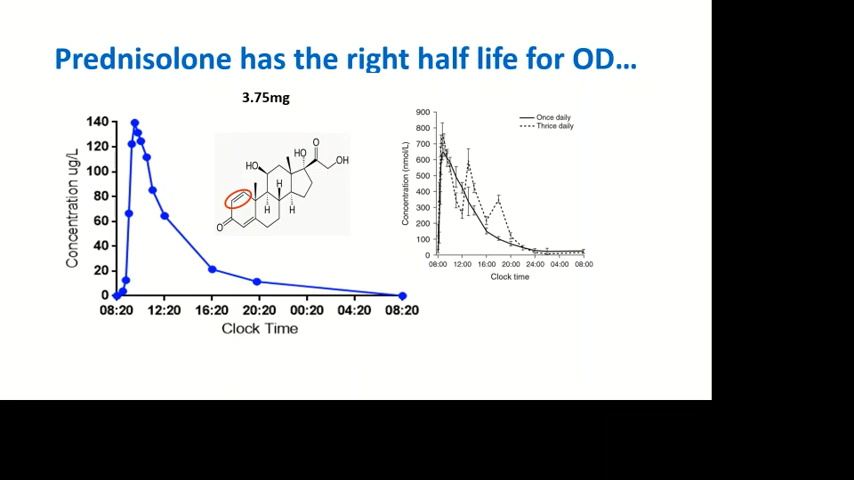 Prednisolone has the right half life for OD...
3.75mg
Concentration ug/L
140
120
100
80
60
40
20
0
08:20 12:20 16:20 20:20 00:20 04:20 08:20
Clock Time
HO
HO
O
OH
H
H
H
O
Concentration (nmol/L)
900
800
700
600
500
400
300
200
100
0
Once daily
Thrice daily
08:00 12:00 16:00 20:00 24:00 04:00 08:00
Clock time